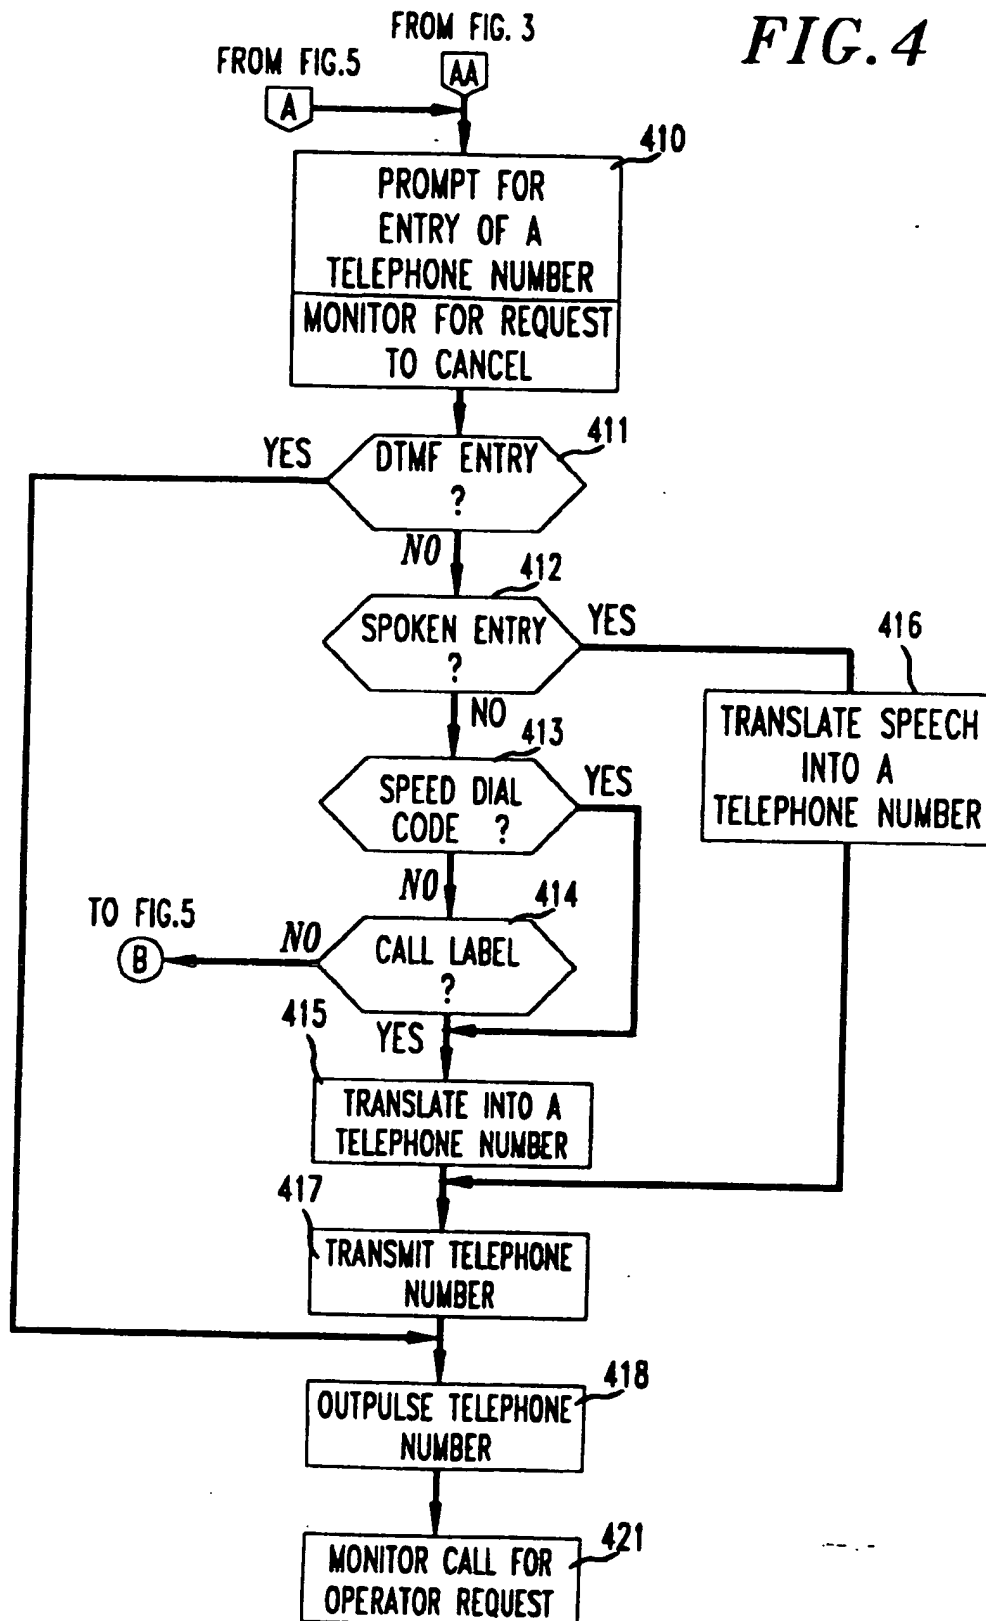 FROM FIG. 3
FIG. 4
FROM FIG.5
AA
A
410
PROMPT FOR
ENTRY OF A
TELEPHONE NUMBER
MONITOR FOR REQUEST
TO CANCEL
411
YES
DTMF ENTRY
?
NO
412
SPOKEN ENTRY
?
YES
416
NO
TRANSLATE SPEECH
INTO A
TELEPHONE NUMBER
413
SPEED DIAL
CODE ?
YES
NO
414
TO FIG.5
B
NO
CALL LABEL
?
415
YES
TRANSLATE INTO A
TELEPHONE NUMBER
417
TRANSMIT TELEPHONE
NUMBER
418
OUTPULSE TELEPHONE
NUMBER
421
MONITOR CALL FOR
OPERATOR REQUEST